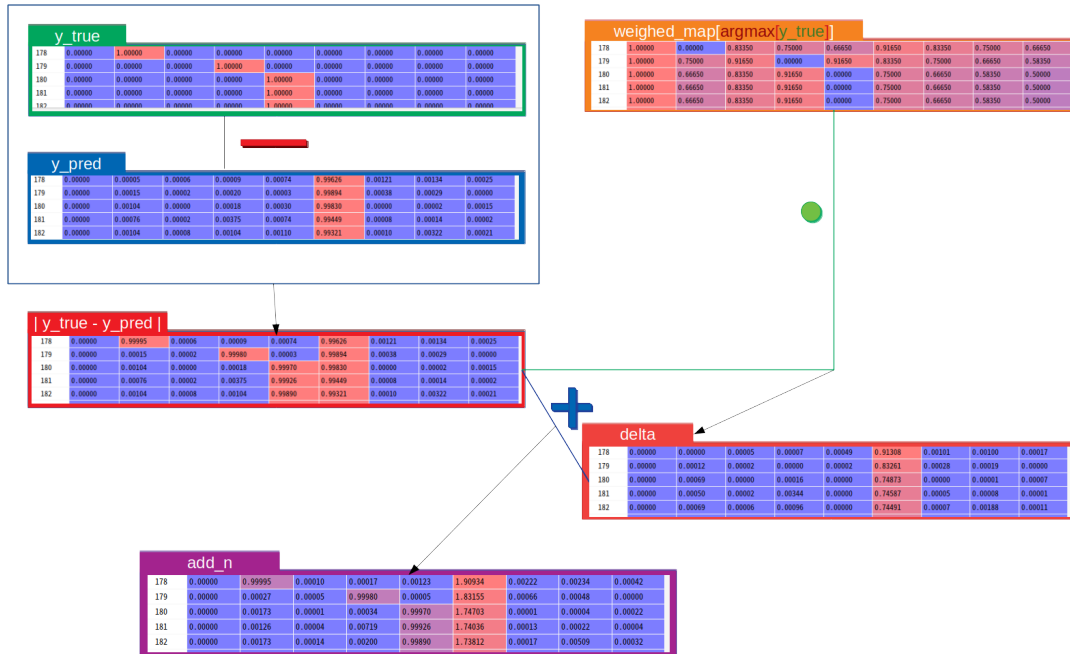 y_true
178 0.00000 1.00000 0.00000 0.00000 0.00000 0.00000 0.00000 0.00000 0.00000
179 0.00000 0.00000 0.00000 1.00000 0.00000 0.00000 0.00000 0.00000 0.00000
180 0.00000 0.00000 0.00000 0.00000 1.00000 0.00000 0.00000 0.00000 0.00000
181 0.00000 0.00000 0.00000 0.00000 1.00000 0.00000 0.00000 0.00000 0.00000
182 0.00000 0.00000 0.00000 0.00000 1.00000 0.00000 0.00000 0.00000 0.00000
weighed_map[argmax[y_true]]
178 1.00000 0.00000 0.83350 0.75000 0.66650 0.91650 0.83350 0.75000 0.66650
179 1.00000 0.75000 0.91650 0.00000 0.91650 0.83350 0.75000 0.66650 0.58350
180 1.00000 0.66650 0.83350 0.91650 0.00000 0.75000 0.66650 0.58350 0.50000
181 1.00000 0.66650 0.83350 0.91650 0.00000 0.75000 0.66650 0.58350 0.50000
182 1.00000 0.66650 0.83350 0.91650 0.00000 0.75000 0.66650 0.58350 0.50000
y_pred
178 0.00000 0.00005 0.00006 0.00009 0.00074 0.99626 0.00121 0.00134 0.00025
179 0.00000 0.00015 0.00002 0.00020 0.00003 0.99894 0.00038 0.00029 0.00000
180 0.00000 0.00104 0.00000 0.00018 0.00030 0.99830 0.00000 0.00002 0.00015
181 0.00000 0.00076 0.00002 0.00375 0.00074 0.99449 0.00008 0.00014 0.00002
182 0.00000 0.00104 0.00008 0.00104 0.00110 0.99321 0.00010 0.00322 0.00021
| y_true - y_pred |
178 0.00000 0.99995 0.00006 0.00009 0.00074 0.99626 0.00121 0.00134 0.00025
179 0.00000 0.00015 0.00002 0.99980 0.00003 0.99894 0.00038 0.00029 0.00000
180 0.00000 0.00104 0.00000 0.00018 0.99970 0.99830 0.00000 0.00002 0.00015
181 0.00000 0.00076 0.00002 0.00375 0.99926 0.99449 0.00008 0.00014 0.00002
182 0.00000 0.00104 0.00008 0.00104 0.99890 0.99321 0.00010 0.00322 0.00021
delta
178 0.00000 0.00000 0.00005 0.00007 0.00049 0.91308 0.00101 0.00100 0.00017
179 0.00000 0.00012 0.00002 0.00000 0.00002 0.83261 0.00028 0.00019 0.00000
180 0.00000 0.00069 0.00000 0.00016 0.00000 0.74873 0.00000 0.00001 0.00007
181 0.00000 0.00050 0.00002 0.00344 0.00000 0.74587 0.00005 0.00008 0.00001
182 0.00000 0.00069 0.00006 0.00096 0.00000 0.74491 0.00007 0.00188 0.00011
add_n
178 0.00000 0.99995 0.00010 0.00017 0.00123 1.90934 0.00222 0.00234 0.00042
179 0.00000 0.00027 0.00005 0.99980 0.00005 1.83155 0.00066 0.00048 0.00000
180 0.00000 0.00173 0.00001 0.00034 0.99970 1.74703 0.00001 0.00004 0.00022
181 0.00000 0.00126 0.00004 0.00719 0.99926 1.74036 0.00013 0.00022 0.00004
182 0.00000 0.00173 0.00014 0.00200 0.99890 1.73812 0.00017 0.00509 0.00032